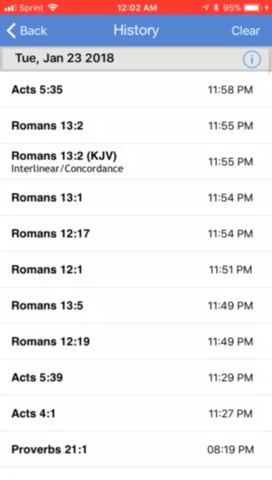 Sprint 12:02 AM 95%
Back History Clear
Tue, Jan 23 2018
Acts 5:35 11:58 PM
Romans 13:2 11:55 PM
Romans 13:2 (KJV) 11:55 PM
Interlinear/Concordance
Romans 13:1 11:54 PM
Romans 12:17 11:54 PM
Romans 12:1 11:51 PM
Romans 13:5 11:49 PM
Romans 12:19 11:49 PM
Acts 5:39 11:29 PM
Acts 4:1 11:27 PM
Proverbs 21:1 08:19 PM